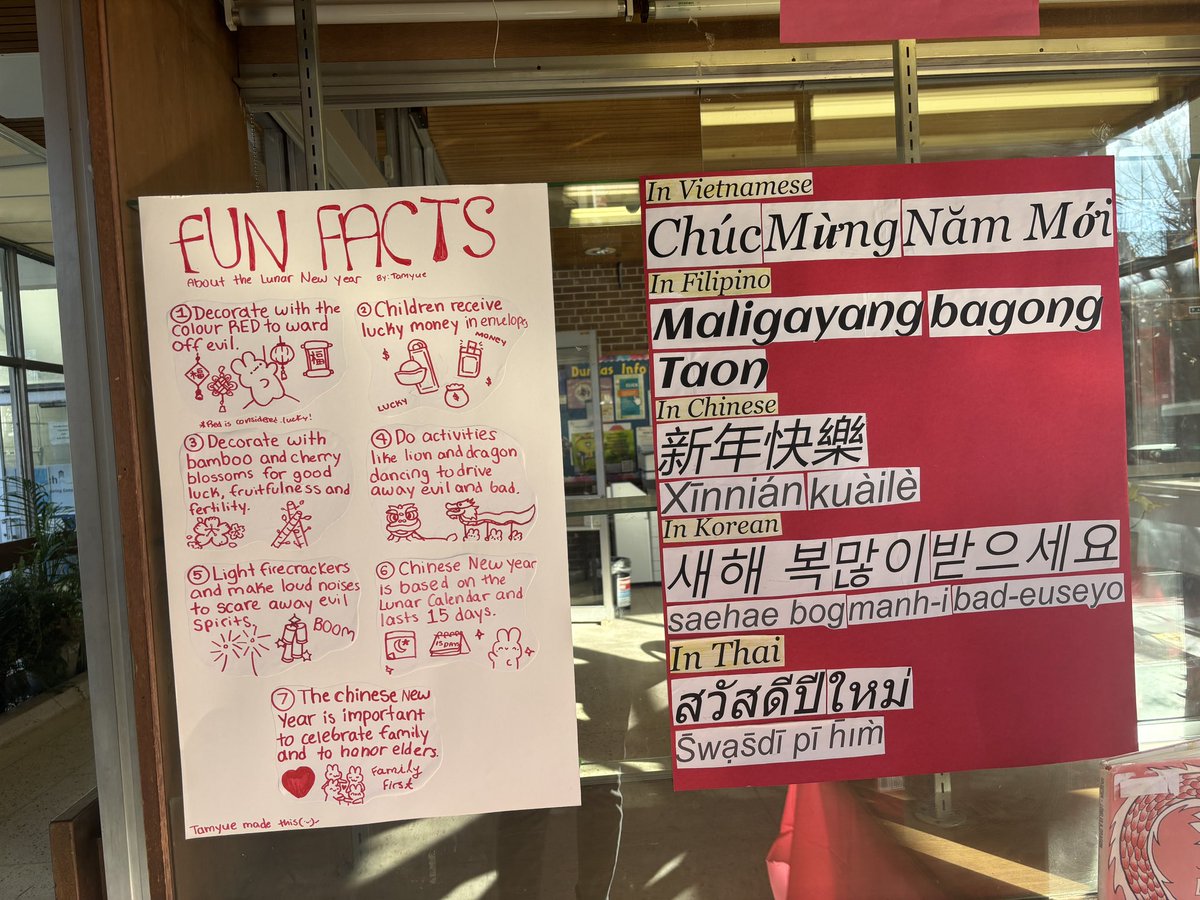 FUN FACTS
About the Lunar New year By: Tamyue
① Decorate with the
colour RED to ward
off evil.
福
福
*Red is considered lucky!
② Children receive
lucky money in envelops
MONEY
$
$
$
LUCKY
③ Decorate with
bamboo and cherry
blossoms for good
luck, fruitfulness and
fertility.
④ Do activities
like lion and dragon
dancing to drive
away evil and bad.
⑤ Light firecrackers
and make loud noises
to scare away evil
spirits.
BOOM
⑥ Chinese New year
is based on the
Lunar Calendar and
lasts 15 days.
15 DAYS
⑦ The chinese New
Year is important
to celebrate family
and to honor elders.
Family
First
Tamyue made this(:-)
In Vietnamese
Chúc Mừng Năm Mới
In Filipino
Maligayang bagong
Taon
In Chinese
新年快樂
Xīnnián kuàilè
In Korean
새해 복많이받으세요
saehae bog manh-i bad-euseyo
In Thai
สวัสดีปีใหม่
S̄wạs̄dī pī h̄ım̀
Dundas Info